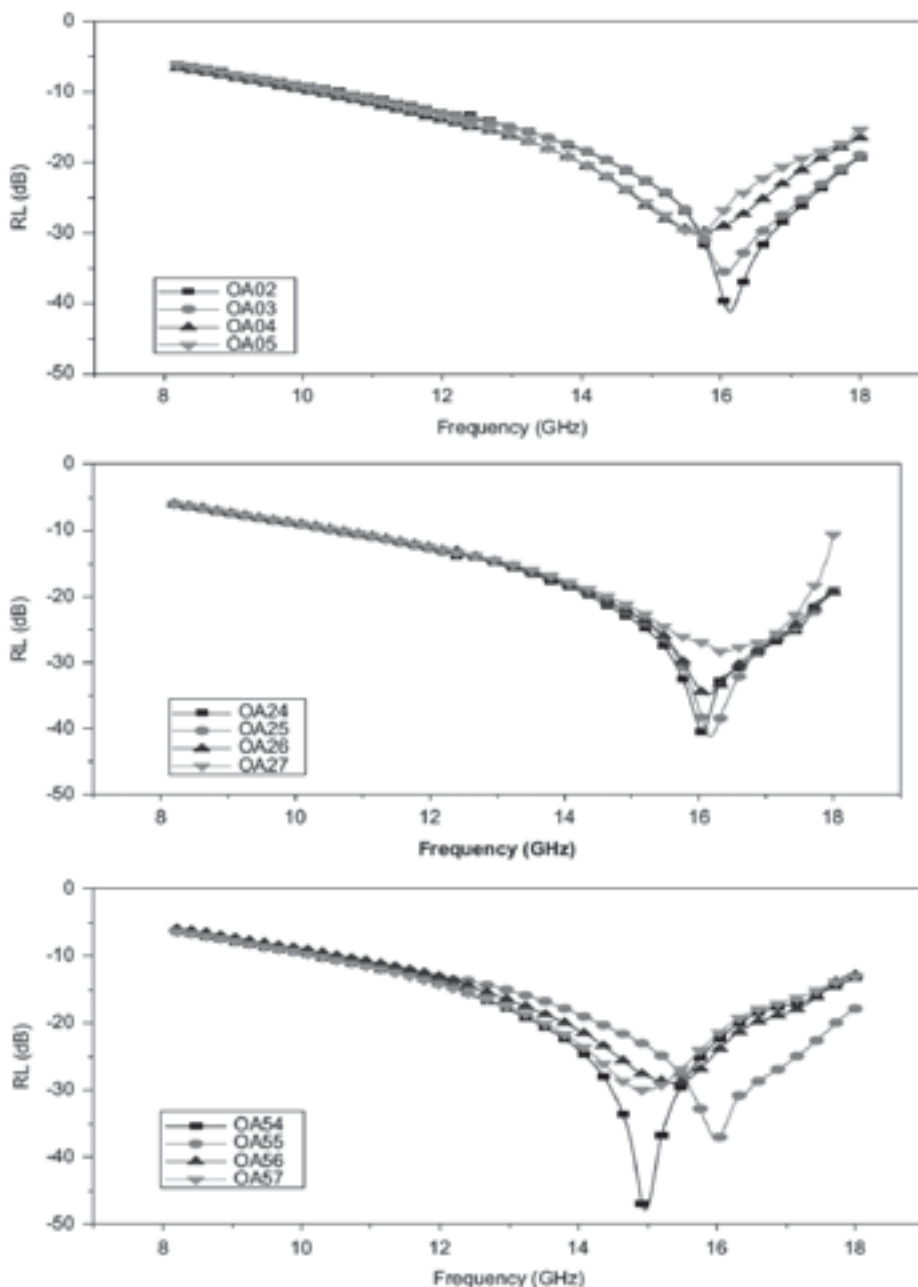 0
-10
-20
-30
-40
-50
RL (dB)
OA02
OA03
OA04
OA05
8 10 12 14 16 18
Frequency (GHz)
0
-10
-20
-30
-40
-50
RL (dB)
OA24
OA25
OA26
OA27
8 10 12 14 16 18
Frequency (GHz)
0
-10
-20
-30
-40
-50
RL (dB)
OA54
OA55
OA56
OA57
8 10 12 14 16 18
Frequency (GHz)